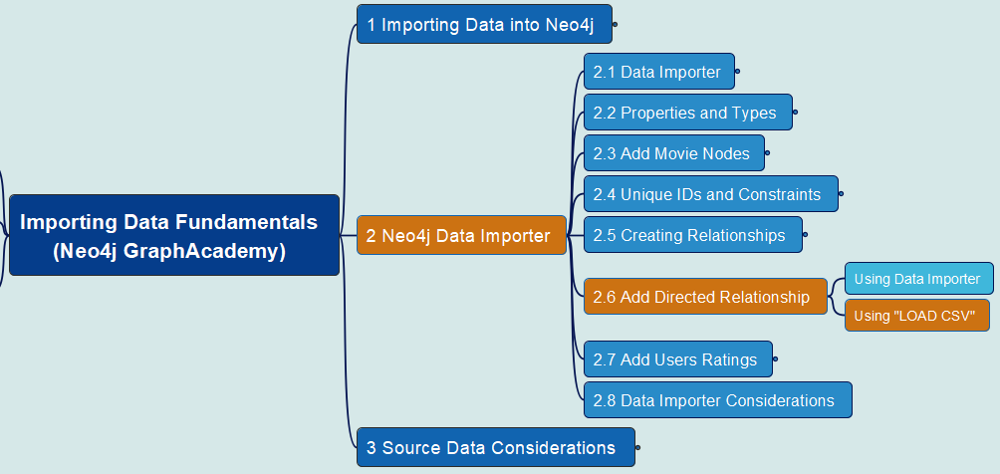 Importing Data Fundamentals
(Neo4j GraphAcademy)
1 Importing Data into Neo4j
2 Neo4j Data Importer
2.1 Data Importer
2.2 Properties and Types
2.3 Add Movie Nodes
2.4 Unique IDs and Constraints
2.5 Creating Relationships
2.6 Add Directed Relationship
Using Data Importer
Using "LOAD CSV"
2.7 Add Users Ratings
2.8 Data Importer Considerations
3 Source Data Considerations